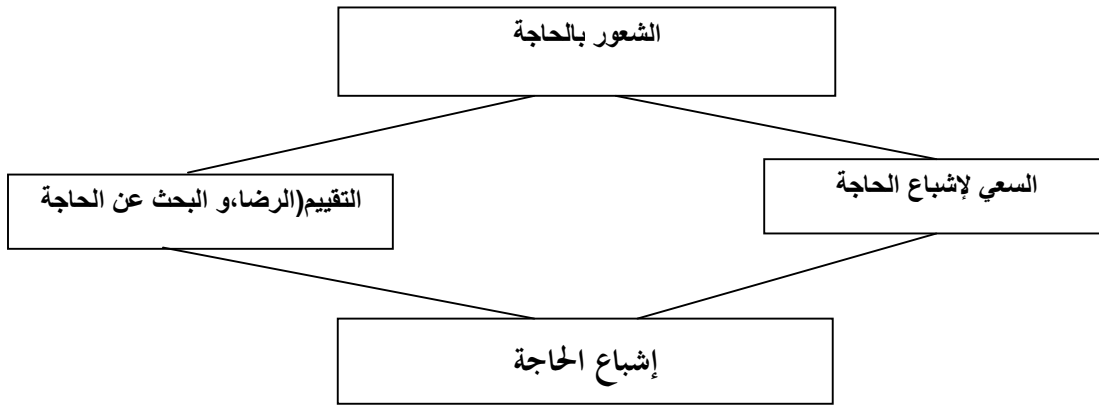 الشعور بالحاجة
السعي لإشباع الحاجة
التقييم(الرضا،و البحث عن الحاجة
إشباع الحاجة